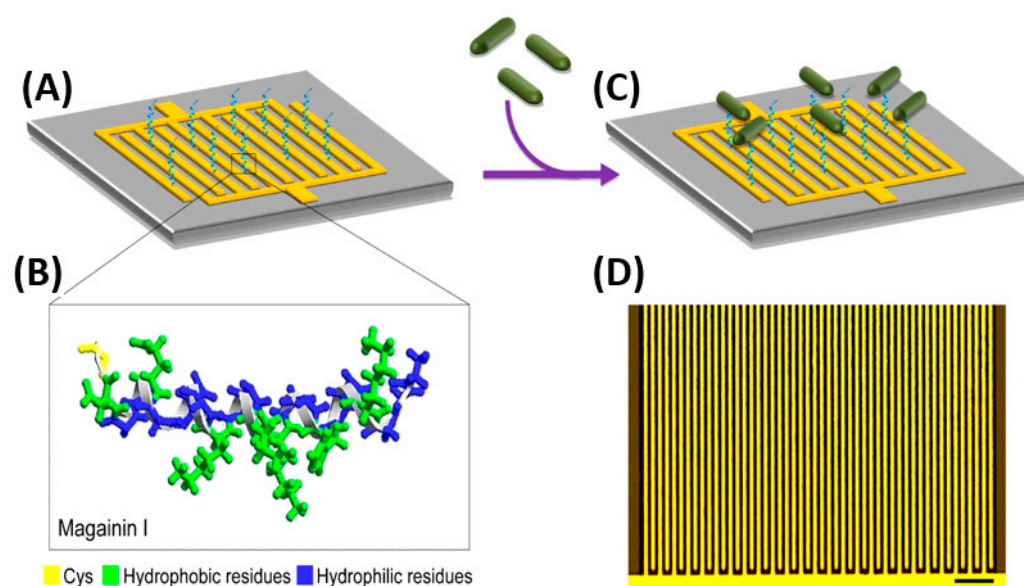 (A)
(C)
(B)
(D)
Magainin I
Cys Hydrophobic residues Hydrophilic residues